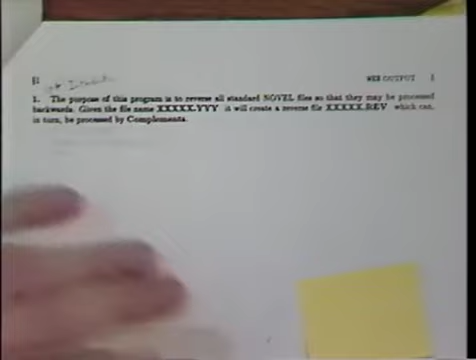 WEB OUTPUT 1
1. The purpose of this program is to reverse all standard NOVEL files so that they may be processed
backwards. Given the file name XXXXX.YYY it will create a reverse file XXXXX.REV which can,
in turn, be processed by Complementa.